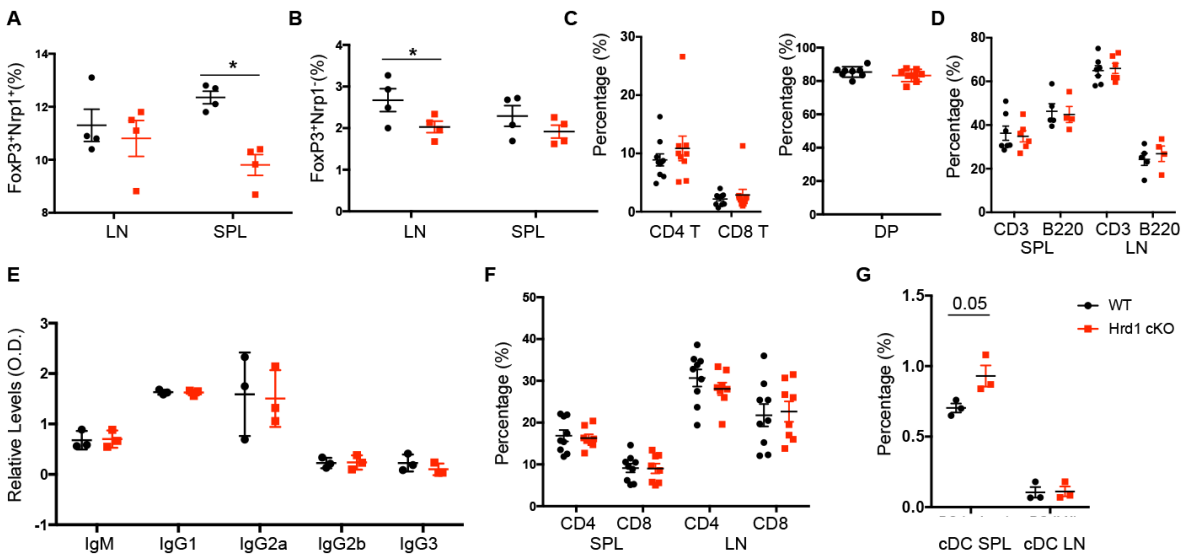 A
FoxP3+Nrp1+(%)
14
12
10
8
*
LN
SPL
B
FoxP3+Nrp1-(%)
4
3
2
1
0
*
LN
SPL
C
Percentage (%)
30
20
10
0
CD4 T
CD8 T
Percentage (%)
100
80
60
40
20
0
DP
D
Percentage (%)
80
60
40
20
0
CD3 B220 CD3 B220
SPL
LN
E
Relative Levels (O.D.)
3
2
1
0
-1
IgM
IgG1
IgG2a
IgG2b
IgG3
F
Percentage (%)
50
40
30
20
10
0
CD4 CD8 CD4 CD8
SPL
LN
G
Percentage (%)
1.5
1.0
0.5
0.0
0.05
cDC SPL
cDC LN
WT
Hrd1 cKO